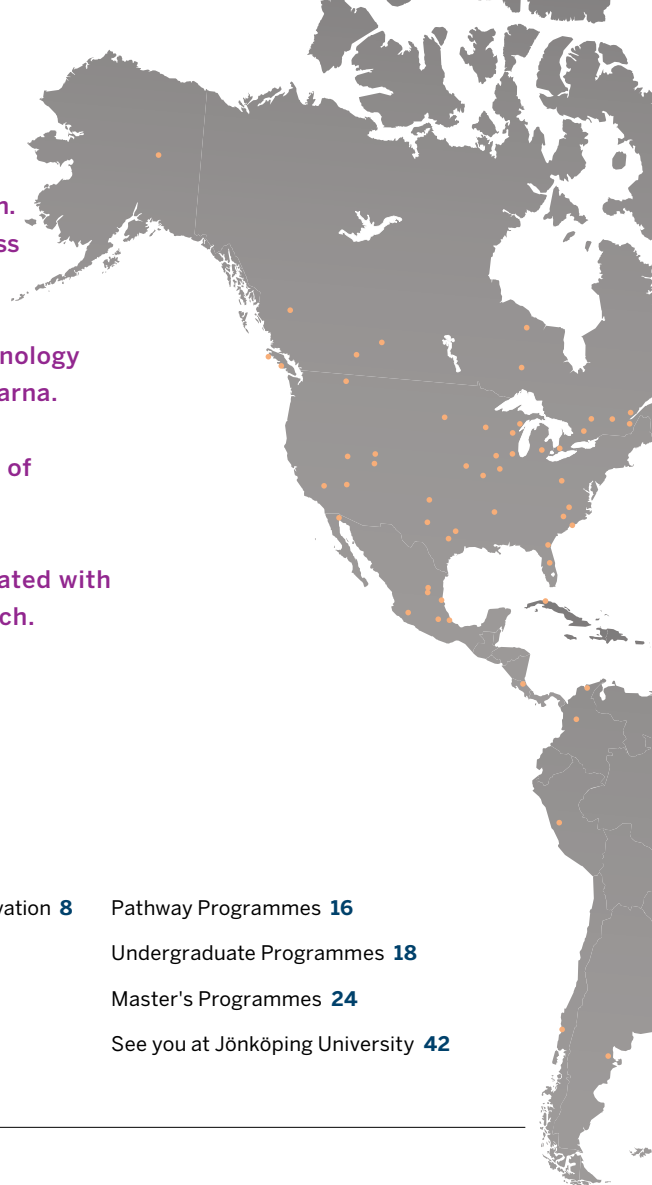 n.
ss
nology
arna.
of
ated with
ch.
vation 8
Pathway Programmes 16
Undergraduate Programmes 18
Master's Programmes 24
See you at Jönköping University 42